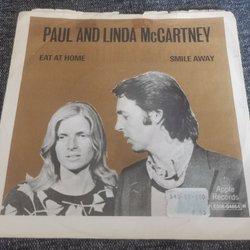 PAUL AND LINDA McCARTNEY
EAT AT HOME SMILE AWAY
Apple
Records